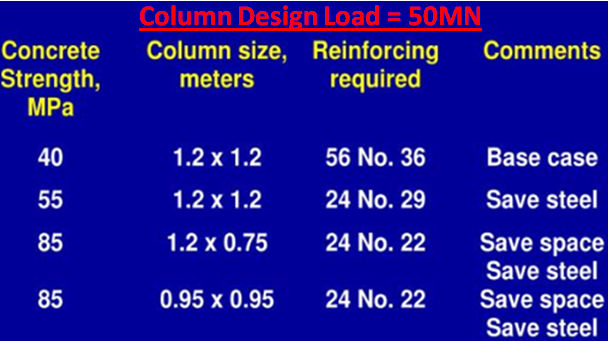 Column Design Load = 50MN
Concrete Strength, MPa Column size, meters Reinforcing required Comments
40 1.2 x 1.2 56 No. 36 Base case
55 1.2 x 1.2 24 No. 29 Save steel
85 1.2 x 0.75 24 No. 22 Save space
Save steel
85 0.95 x 0.95 24 No. 22 Save space
Save steel